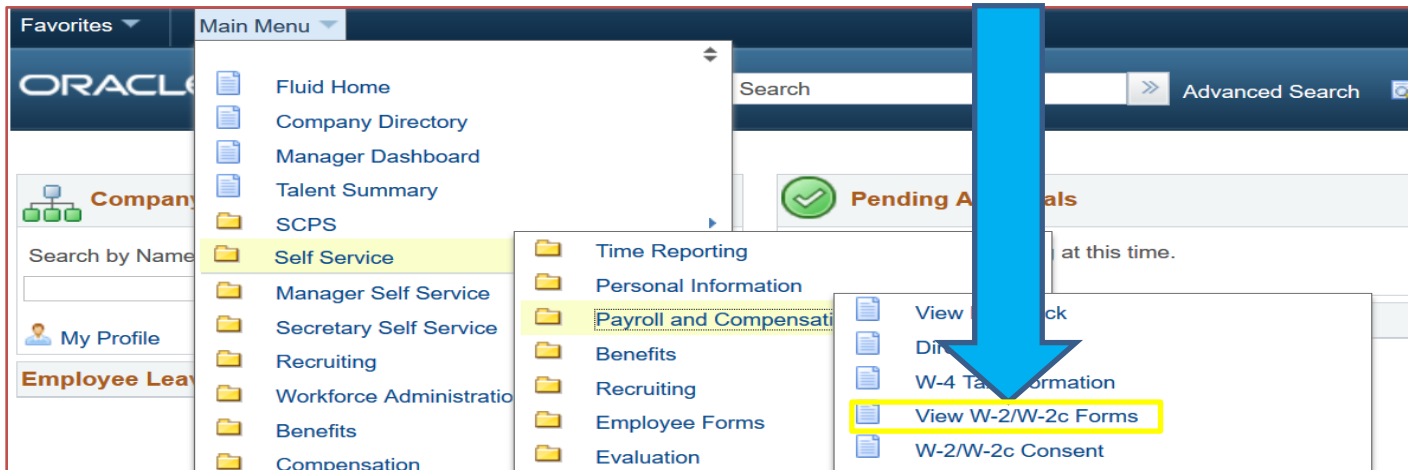 Favorites Main Menu
ORACLE
Search
Advanced Search
Fluid Home
Company Directory
Manager Dashboard
Talent Summary
SCPS
Self Service
Manager Self Service
Secretary Self Service
Recruiting
Workforce Administratio
Benefits
Compensation
Company
Search by Name
My Profile
Employee Leav
Time Reporting
Personal Information
Payroll and Compensati
Benefits
Recruiting
Employee Forms
Evaluation
Pending A als
at this time.
View ck
Dir
W-4 Ta ormation
View W-2/W-2c Forms
W-2/W-2c Consent